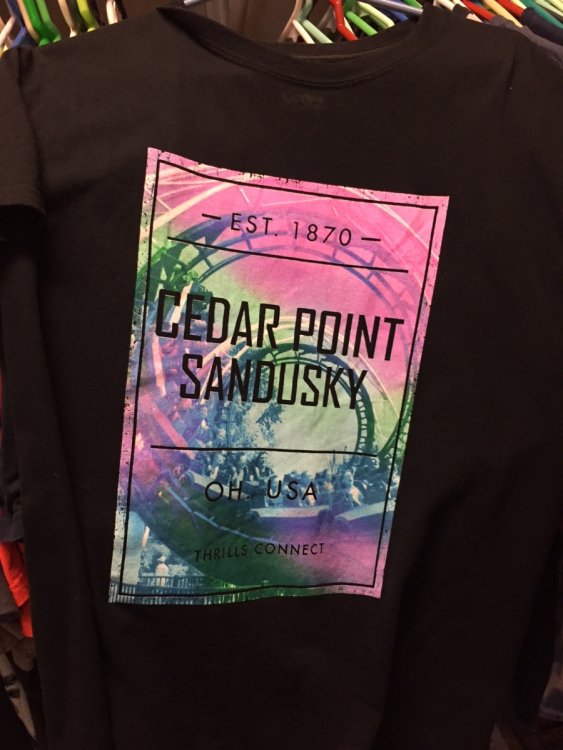 — EST. 1870 —
CEDAR POINT
SANDUSKY
OH. USA
THRILLS CONNECT